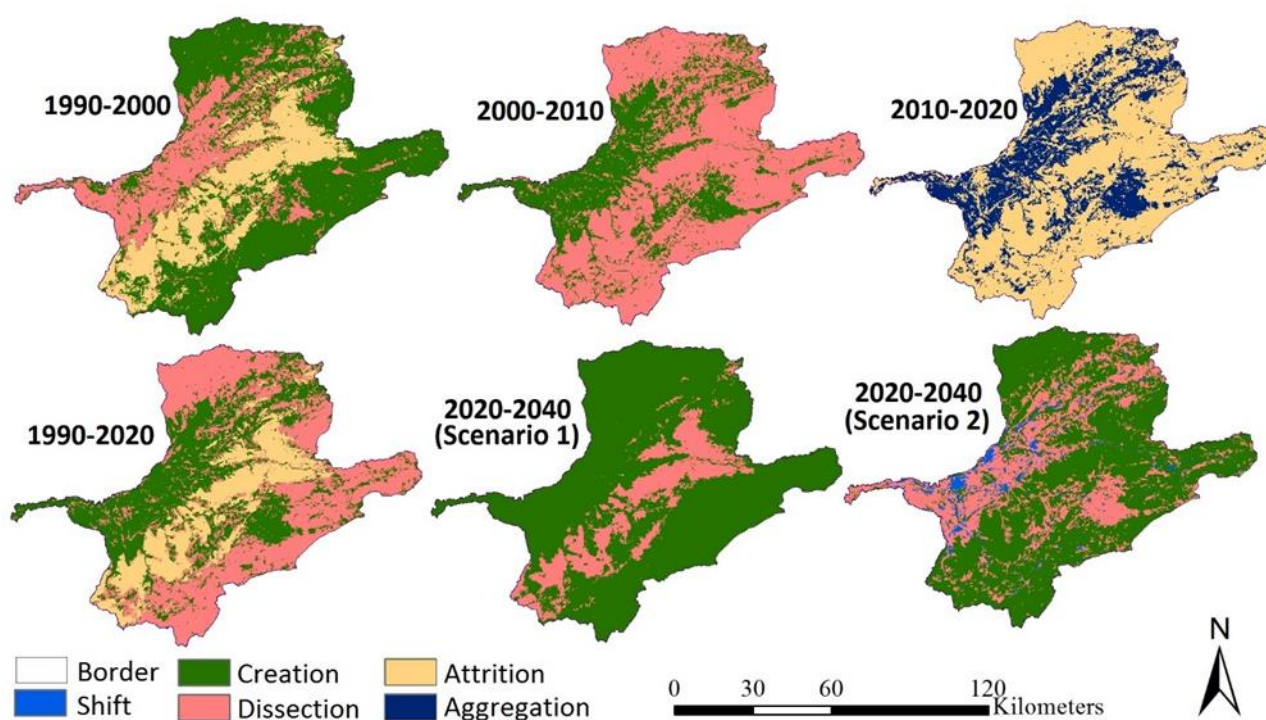 1990-2000
2000-2010
2010-2020
1990-2020
2020-2040
(Scenario 1)
2020-2040
(Scenario 2)
Border
Creation
Attrition
Shift
Dissection
Aggregation
0 30 60 120
Kilometers
N